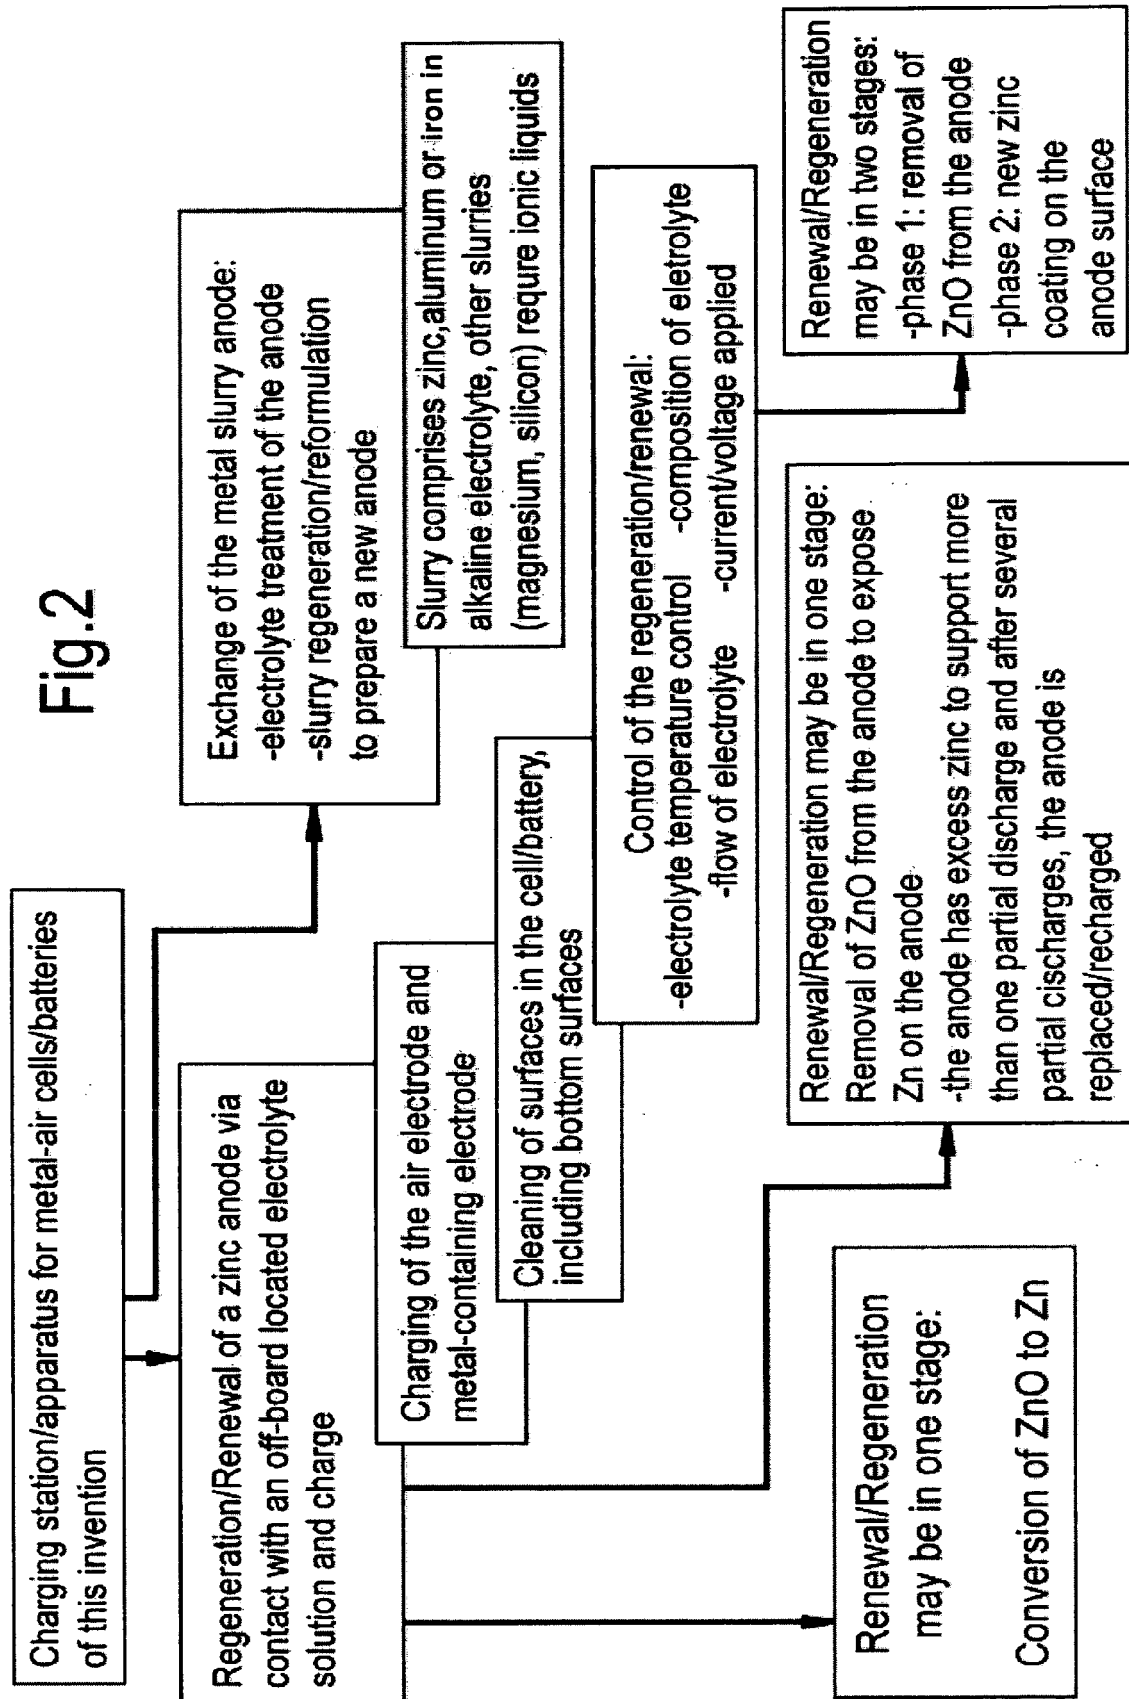 Fig.2
Charging station/apparatus for metal-air cells/batteries
of this invention
Regeneration/Renewal of a zinc anode via
contact with an off-board located electrolyte
solution and charge
Exchange of the metal slurry anode:
-electrolyte treatment of the anode
-slurry regeneration/reformulation
to prepare a new anode
Charging of the air electrode and
metal-containing electrode
Slurry comprises zinc,aluminum or iron in
alkaline electrolyte, other slurries
(magnesium, silicon) requre ionic liquids
Cleaning of surfaces in the cell/battery,
including bottom surfaces
Control of the regeneration/renewal:
-electrolyte temperature control -composition of eletrolyte
-flow of electrolyte -current/voltage applied
Renewal/Regeneration
may be in one stage:
Conversion of ZnO to Zn
Renewal/Regeneration may be in one stage:
Removal of ZnO from the anode to expose
Zn on the anode
-the anode has excess zinc to support more
than one partial discharge and after several
partial cischarges, the anode is
replaced/recharged
Renewal/Regeneration
may be in two stages:
-phase 1: removal of
ZnO from the anode
-phase 2: new zinc
coating on the
anode surface